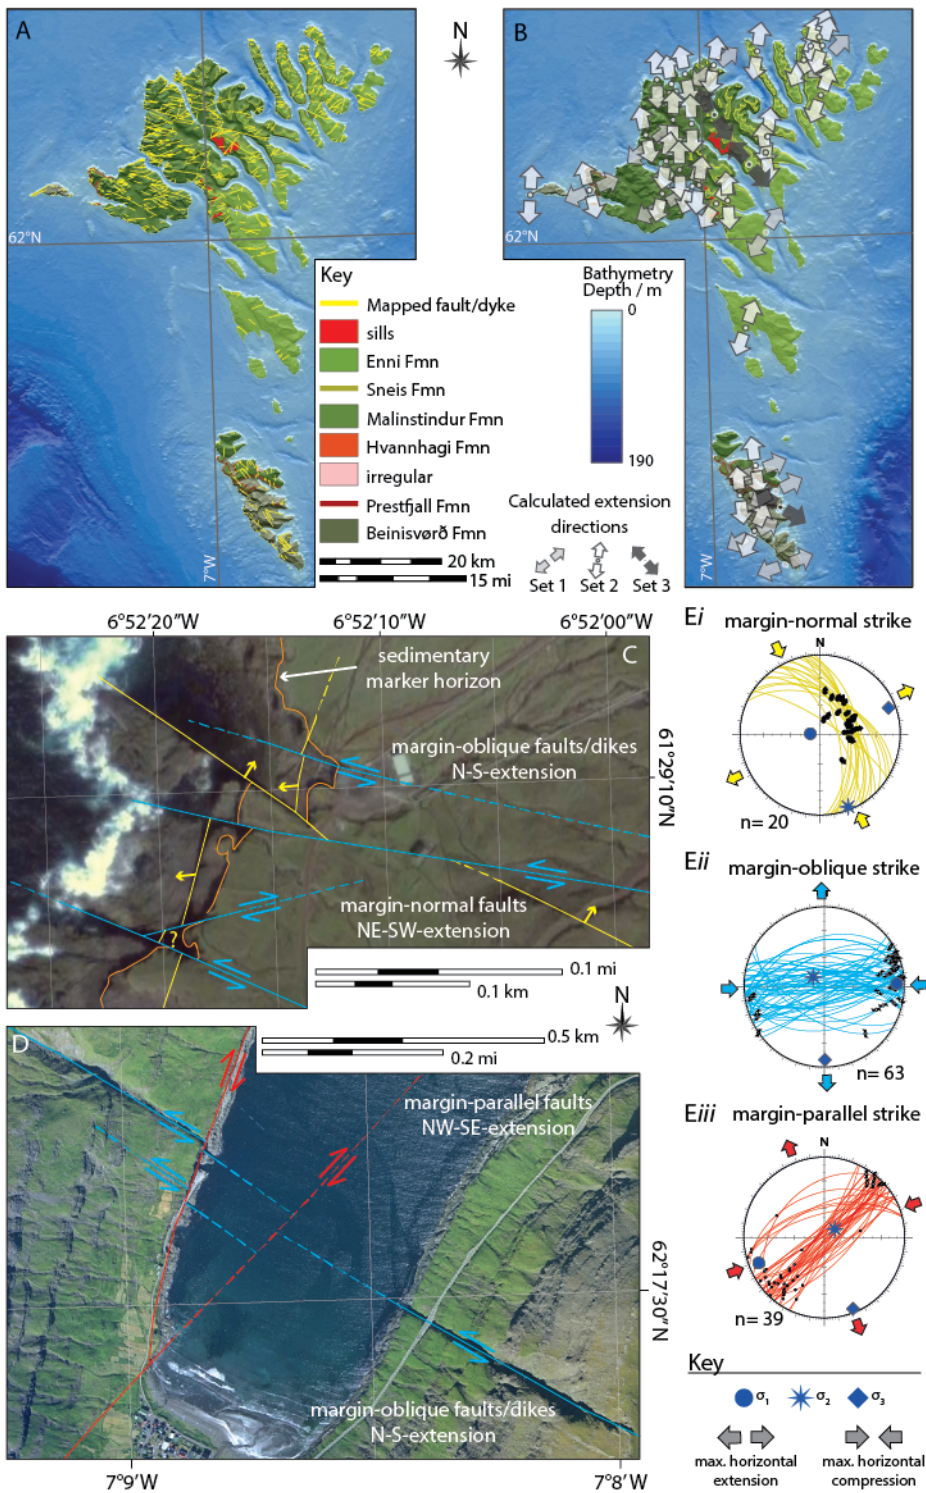 A
N
B
62°N
62°N
Key
Mapped fault/dyke
sills
Enni Fmn
Sneis Fmn
Malinstindur Fmn
Hvannhagi Fmn
irregular
Prestfjall Fmn
Beinisvørð Fmn
20 km
15 mi
7°W
Bathymetry
Depth / m
0
190
Calculated extension
directions
Set 1
Set 2
Set 3
7°W
6°52'20"W
6°52'10"W
6°52'00"W
C
sedimentary
marker horizon
margin-oblique faults/dikes
N-S-extension
61°29'10"N
?
margin-normal faults
NE-SW-extension
0.1 mi
0.1 km
N
D
0.5 km
0.2 mi
margin-parallel faults
NW-SE-extension
62°17'30"N
margin-oblique faults/dikes
N-S-extension
7°9'W
7°8'W
Ei
margin-normal strike
N
n= 20
Eii
margin-oblique strike
n= 63
Eiii
margin-parallel strike
N
n= 39
Key
σ1
σ2
σ3
max. horizontal
extension
max. horizontal
compression